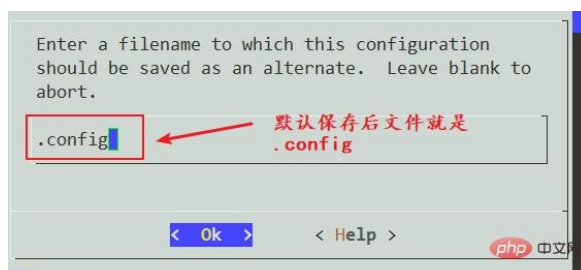 Enter a filename to which this configuration
should be saved as an alternate.  Leave blank to
abort.
.config
默认保存后文件就是
.config
< Ok >
< Help >
php 中文